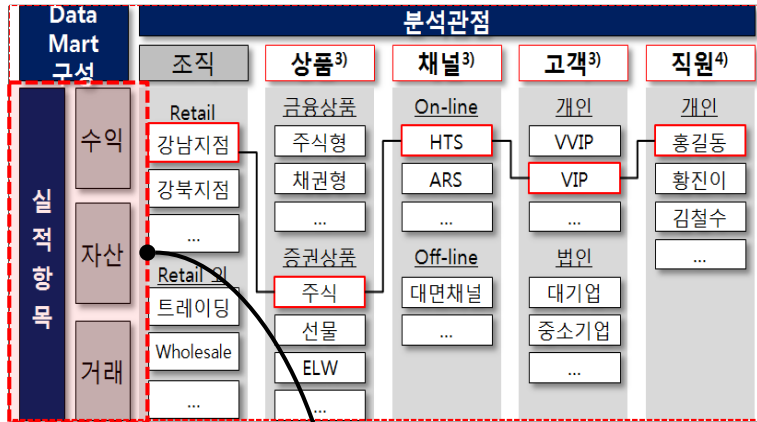 Data
Mart
구성
분석관점
조직
상품3)
채널3)
고객3)
직원4)
실적항목
수익
자산
거래
Retail
강남지점
강북지점
...
Retail 외
트레이딩
Wholesale
...
금융상품
주식형
채권형
...
증권상품
주식
선물
ELW
...
On-line
HTS
ARS
...
Off-line
대면채널
...
개인
VVIP
VIP
...
법인
대기업
중소기업
...
개인
홍길동
황진이
김철수
...